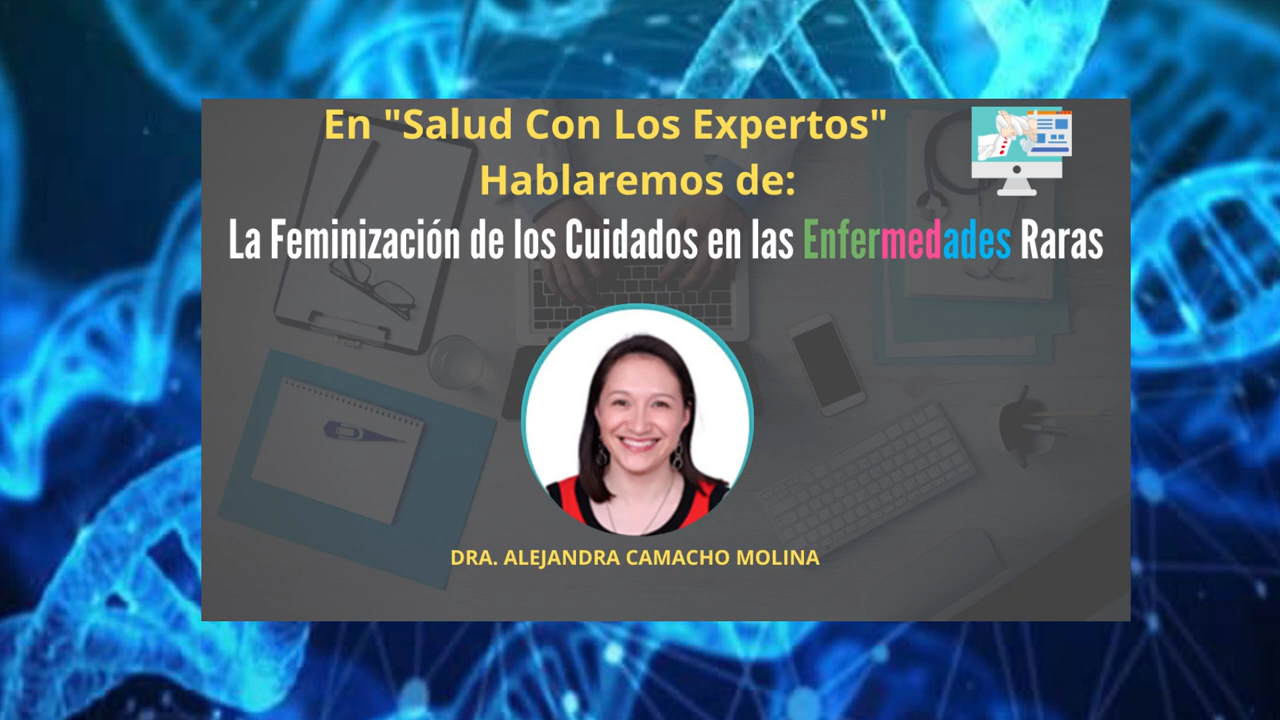 En "Salud Con Los Expertos"
Hablaremos de:
La Feminización de los Cuidados en las Enfermedades Raras
DRA. ALEJANDRA CAMACHO MOLINA